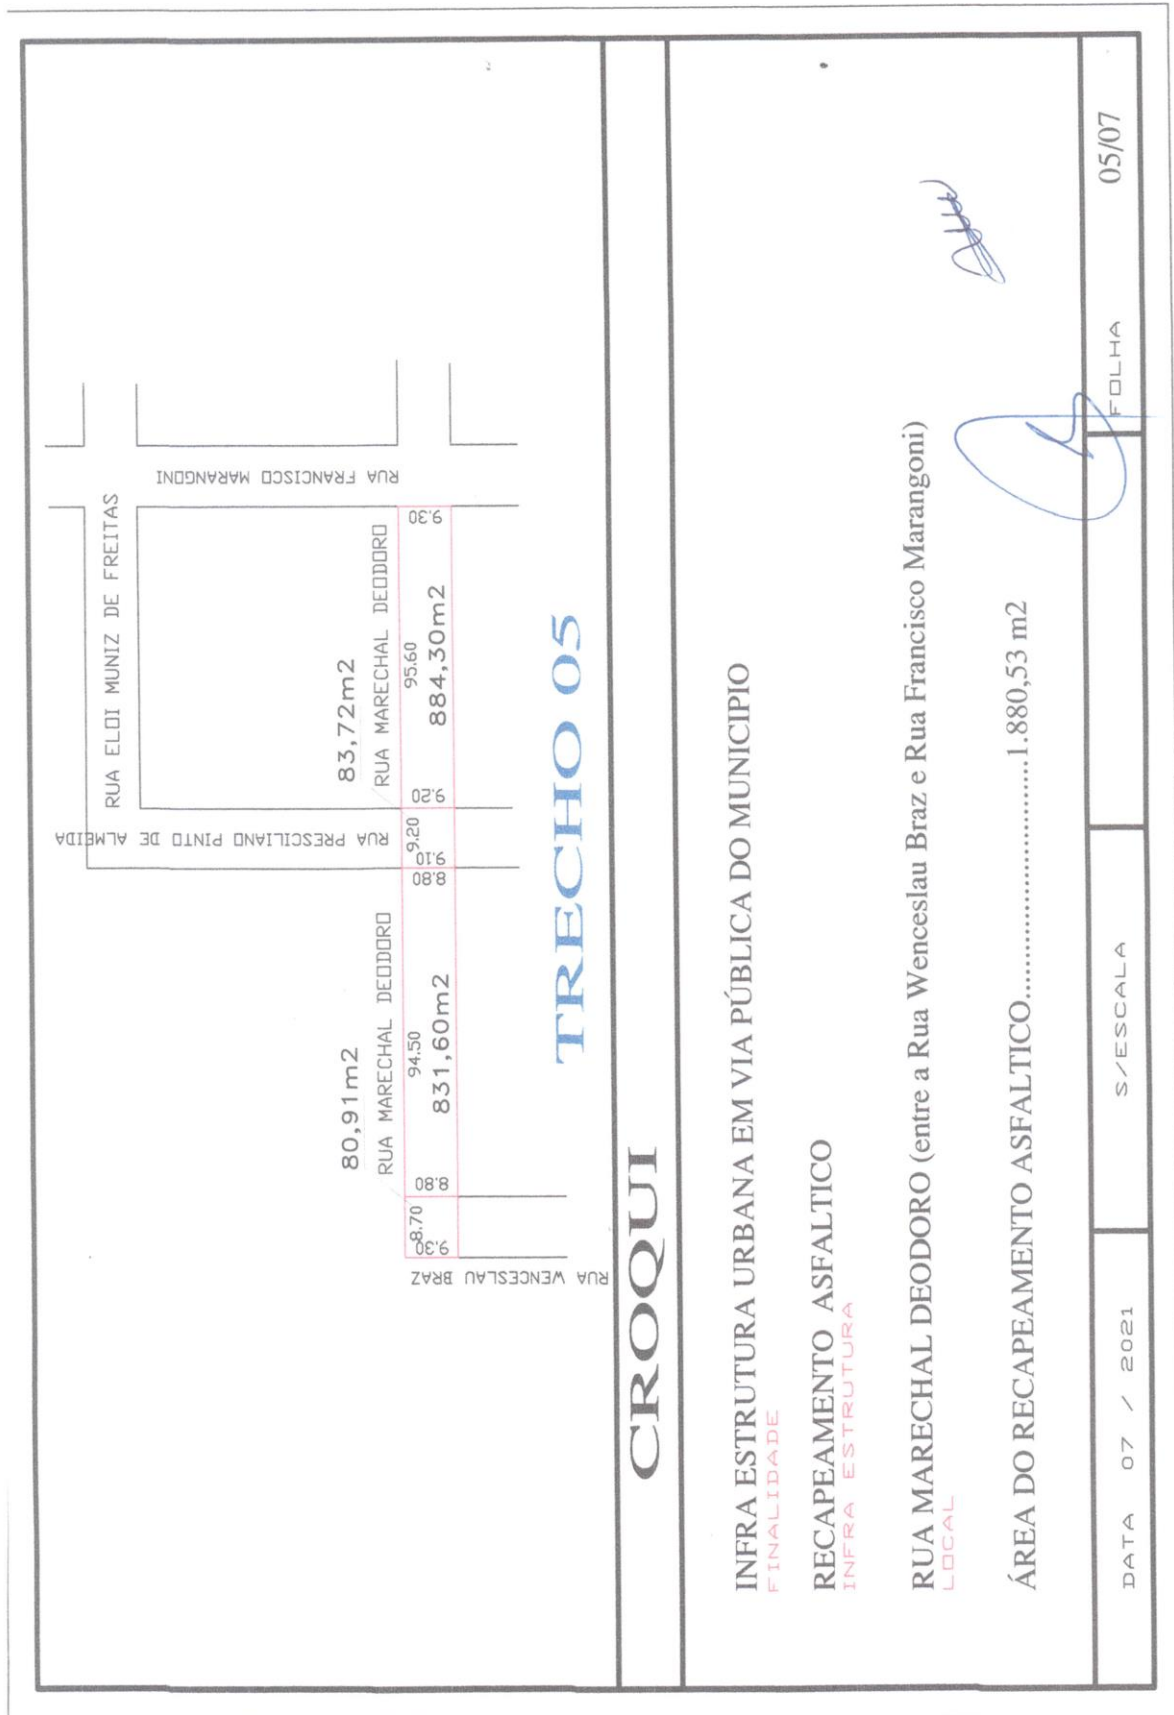 RUA ELOI MUNIZ DE FREITAS
RUA FRANCISCO MARANGONI
RUA PRESCILIANO PINTO DE ALMEIDA
80,91m2
83,72m2
RUA MARECHAL DEODORO
RUA MARECHAL DEODORO
8.70
94.50
9.20
95.60
9.30
8.80
8.80
9.10
9.20
9.30
831,60m2
884,30m2
RUA WENCESLAU BRAZ
TRECHO 05
CROQUI
INFRA ESTRUTURA URBANA EM VIA PÚBLICA DO MUNICIPIO
FINALIDADE
RECAPEAMENTO ASFALTICO
INFRA ESTRUTURA
RUA MARECHAL DEODORO (entre a Rua Wenceslau Braz e Rua Francisco Marangoni)
LOCAL
ÁREA DO RECAPEAMENTO ASFALTICO........................................1.880,53 m2
DATA 07 / 2021
S/ESCALA
FOLHA 05/07